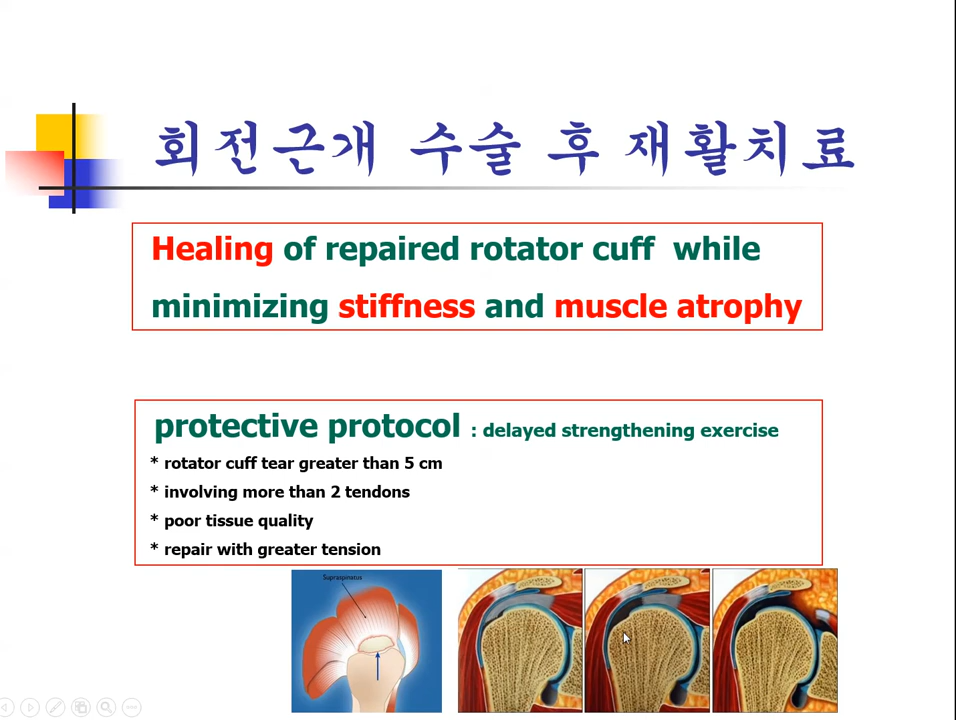 회전근개 수술 후 재활치료
Healing of repaired rotator cuff while
minimizing stiffness and muscle atrophy
protective protocol : delayed strengthening exercise
* rotator cuff tear greater than 5 cm
* involving more than 2 tendons
* poor tissue quality
* repair with greater tension
Supraspinatus